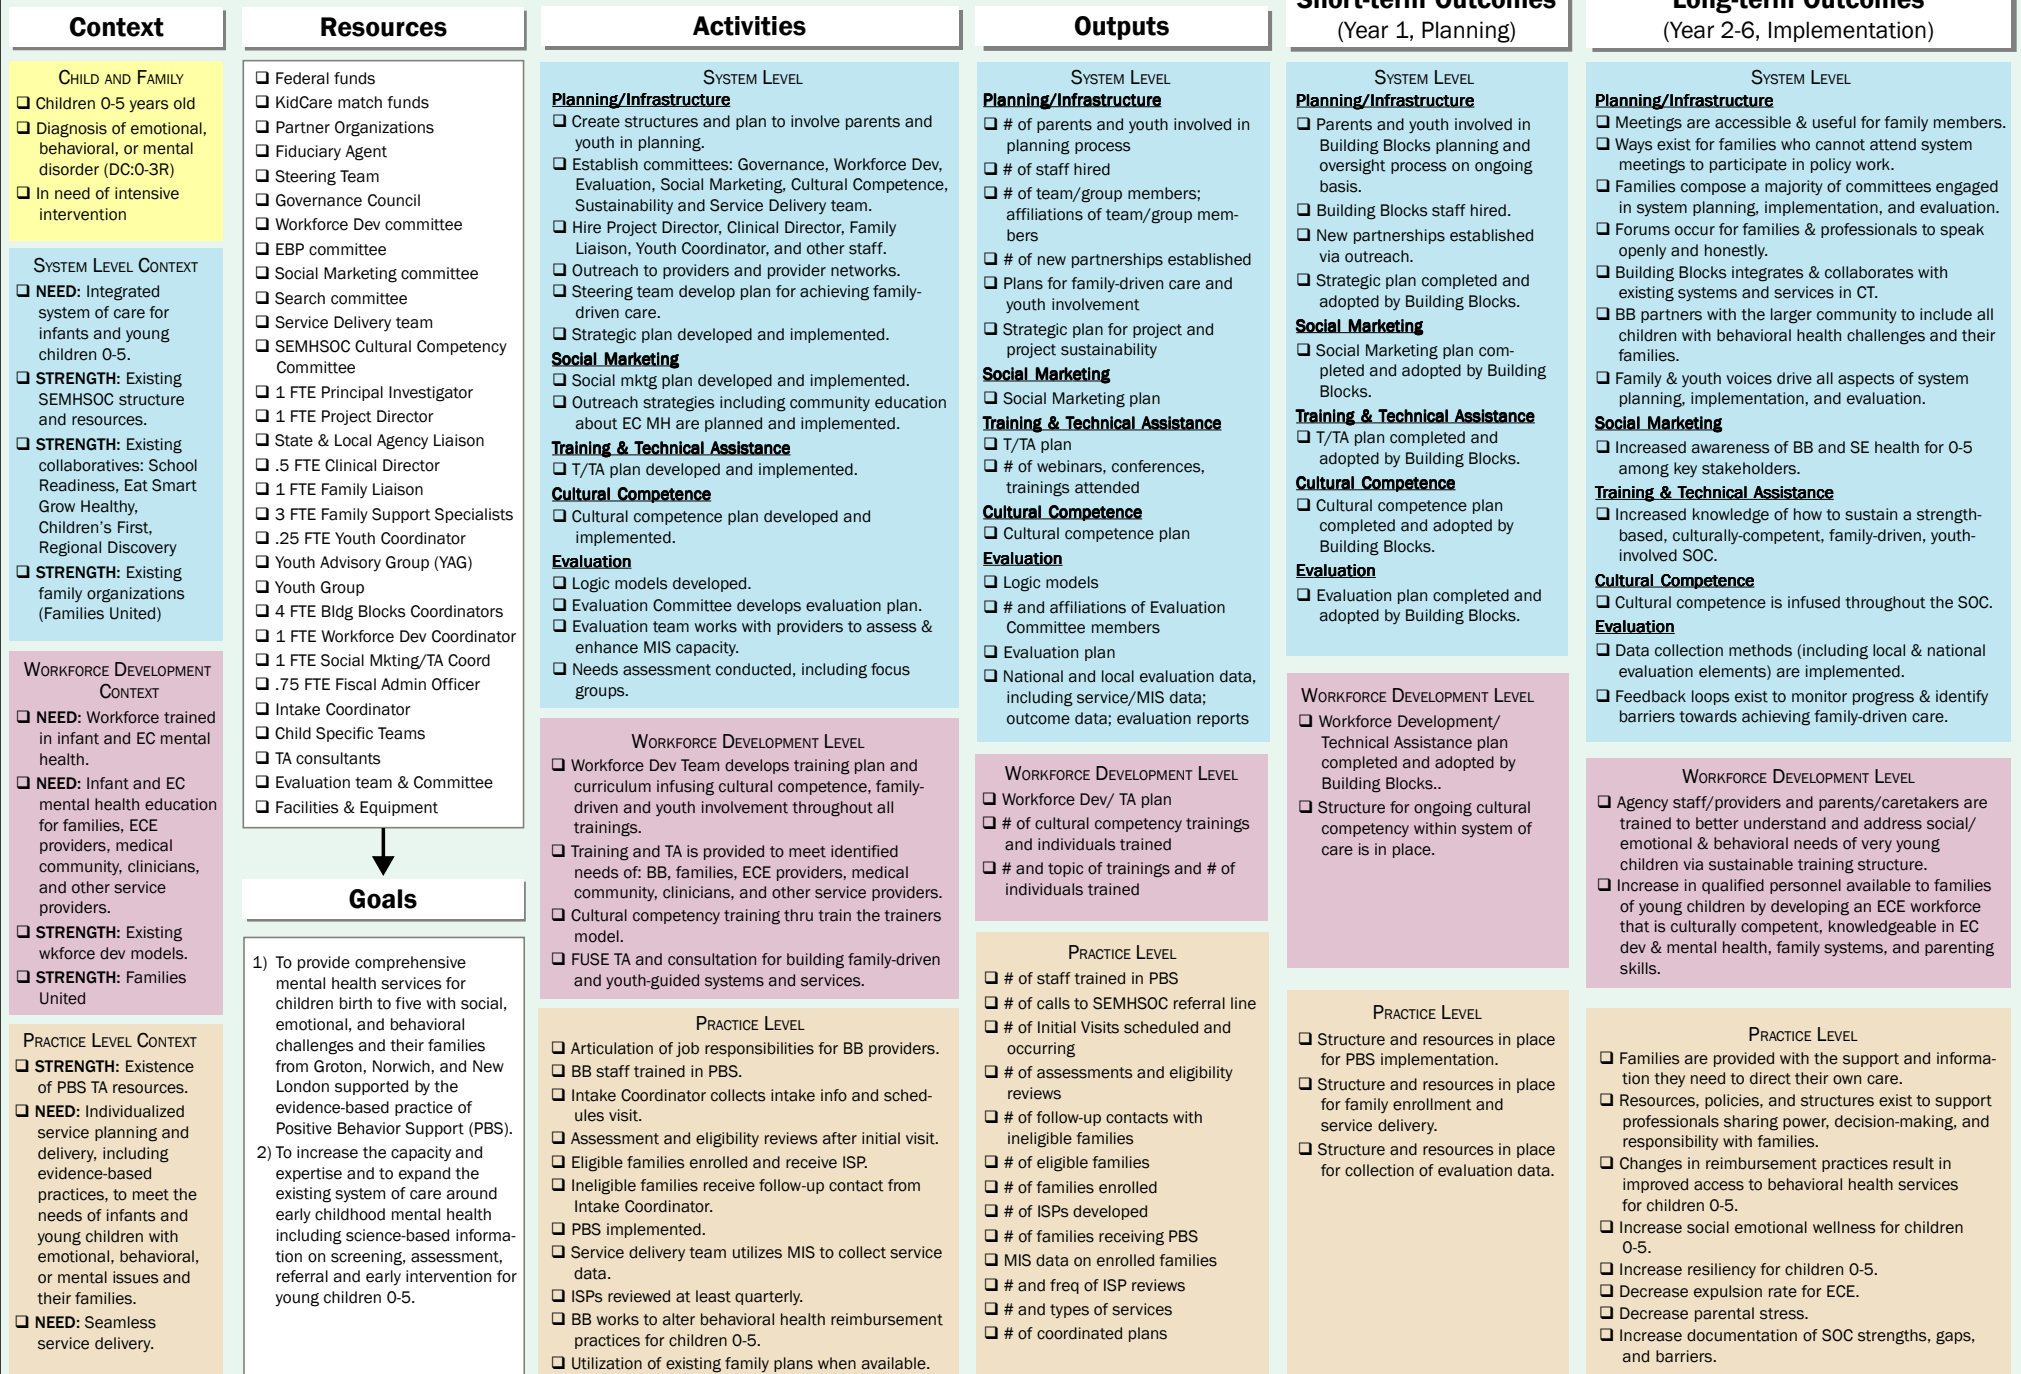 Context
CHILD AND FAMILY
❑ Children 0-5 years old
❑ Diagnosis of emotional,
behavioral, or mental
disorder (DC:0-3R)
❑ In need of intensive
intervention
SYSTEM LEVEL CONTEXT
❑ NEED: Integrated
system of care for
infants and young
children 0-5.
❑ STRENGTH: Existing
SEMHSOC structure
and resources.
❑ STRENGTH: Existing
collaboratives: School
Readiness, Eat Smart
Grow Healthy,
Children's First,
Regional Discovery
❑ STRENGTH: Existing
family organizations
(Families United)
WORKFORCE DEVELOPMENT
CONTEXT
❑ NEED: Workforce trained
in infant and EC mental
health.
❑ NEED: Infant and EC
mental health education
for families, ECE
providers, medical
community, clinicians,
and other service
providers.
❑ STRENGTH: Existing
wkforce dev models.
❑ STRENGTH: Families
United
PRACTICE LEVEL CONTEXT
❑ STRENGTH: Existence
of PBS TA resources.
❑ NEED: Individualized
service planning and
delivery, including
evidence-based
practices, to meet the
needs of infants and
young children with
emotional, behavioral,
or mental issues and
their families.
❑ NEED: Seamless
service delivery.
Resources
❑ Federal funds
❑ KidCare match funds
❑ Partner Organizations
❑ Fiduciary Agent
❑ Steering Team
❑ Governance Council
❑ Workforce Dev committee
❑ EBP committee
❑ Social Marketing committee
❑ Search committee
❑ Service Delivery team
❑ SEMHSOC Cultural Competency
Committee
❑ 1 FTE Principal Investigator
❑ 1 FTE Project Director
❑ State & Local Agency Liaison
❑ .5 FTE Clinical Director
❑ 1 FTE Family Liaison
❑ 3 FTE Family Support Specialists
❑ .25 FTE Youth Coordinator
❑ Youth Advisory Group (YAG)
❑ Youth Group
❑ 4 FTE Bldg Blocks Coordinators
❑ 1 FTE Workforce Dev Coordinator
❑ 1 FTE Social Mkting/TA Coord
❑ .75 FTE Fiscal Admin Officer
❑ Intake Coordinator
❑ Child Specific Teams
❑ TA consultants
❑ Evaluation team & Committee
❑ Facilities & Equipment
Goals
1) To provide comprehensive
mental health services for
children birth to five with social,
emotional, and behavioral
challenges and their families
from Groton, Norwich, and New
London supported by the
evidence-based practice of
Positive Behavior Support (PBS).
2) To increase the capacity and
expertise and to expand the
existing system of care around
early childhood mental health
including science-based informa-
tion on screening, assessment,
referral and early intervention for
young children 0-5.
Activities
SYSTEM LEVEL
Planning/Infrastructure
❑ Create structures and plan to involve parents and
youth in planning.
❑ Establish committees: Governance, Workforce Dev,
Evaluation, Social Marketing, Cultural Competence,
Sustainability and Service Delivery team.
❑ Hire Project Director, Clinical Director, Family
Liaison, Youth Coordinator, and other staff.
❑ Outreach to providers and provider networks.
❑ Steering team develop plan for achieving family-
driven care.
❑ Strategic plan developed and implemented.
Social Marketing
❑ Social mktg plan developed and implemented.
❑ Outreach strategies including community education
about EC MH are planned and implemented.
Training & Technical Assistance
❑ T/TA plan developed and implemented.
Cultural Competence
❑ Cultural competence plan developed and
implemented.
Evaluation
❑ Logic models developed.
❑ Evaluation Committee develops evaluation plan.
❑ Evaluation team works with providers to assess &
enhance MIS capacity.
❑ Needs assessment conducted, including focus
groups.
WORKFORCE DEVELOPMENT LEVEL
❑ Workforce Dev Team develops training plan and
curriculum infusing cultural competence, family-
driven and youth involvement throughout all
trainings.
❑ Training and TA is provided to meet identified
needs of: BB, families, ECE providers, medical
community, clinicians, and other service providers.
❑ Cultural competency training thru train the trainers
model.
❑ FUSE TA and consultation for building family-driven
and youth-guided systems and services.
PRACTICE LEVEL
❑ Articulation of job responsibilities for BB providers.
❑ BB staff trained in PBS.
❑ Intake Coordinator collects intake info and sched-
ules visit.
❑ Assessment and eligibility reviews after initial visit.
❑ Eligible families enrolled and receive ISP.
❑ Ineligible families receive follow-up contact from
Intake Coordinator.
❑ PBS implemented.
❑ Service delivery team utilizes MIS to collect service
data.
❑ ISPs reviewed at least quarterly.
❑ BB works to alter behavioral health reimbursement
practices for children 0-5.
❑ Utilization of existing family plans when available.
Outputs
SYSTEM LEVEL
Planning/Infrastructure
❑ # of parents and youth involved in
planning process
❑ # of staff hired
❑ # of team/group members;
affiliations of team/group mem-
bers
❑ # of new partnerships established
❑ Plans for family-driven care and
youth involvement
❑ Strategic plan for project and
project sustainability
Social Marketing
❑ Social Marketing plan
Training & Technical Assistance
❑ T/TA plan
❑ # of webinars, conferences,
trainings attended
Cultural Competence
❑ Cultural competence plan
Evaluation
❑ Logic models
❑ # and affiliations of Evaluation
Committee members
❑ Evaluation plan
❑ National and local evaluation data,
including service/MIS data;
outcome data; evaluation reports
WORKFORCE DEVELOPMENT LEVEL
❑ Workforce Dev/ TA plan
❑ # of cultural competency trainings
and individuals trained
❑ # and topic of trainings and # of
individuals trained
PRACTICE LEVEL
❑ # of staff trained in PBS
❑ # of calls to SEMHSOC referral line
❑ # of Initial Visits scheduled and
occurring
❑ # of assessments and eligibility
reviews
❑ # of follow-up contacts with
ineligible families
❑ # of eligible families
❑ # of families enrolled
❑ # of ISPs developed
❑ # of families receiving PBS
❑ MIS data on enrolled families
❑ # and freq of ISP reviews
❑ # and types of services
❑ # of coordinated plans
Short-term Outcomes
(Year 1, Planning)
SYSTEM LEVEL
Planning/Infrastructure
❑ Parents and youth involved in
Building Blocks planning and
oversight process on ongoing
basis.
❑ Building Blocks staff hired.
❑ New partnerships established
via outreach.
❑ Strategic plan completed and
adopted by Building Blocks.
Social Marketing
❑ Social Marketing plan com-
pleted and adopted by Building
Blocks.
Training & Technical Assistance
❑ T/TA plan completed and
adopted by Building Blocks.
Cultural Competence
❑ Cultural competence plan
completed and adopted by
Building Blocks.
Evaluation
❑ Evaluation plan completed and
adopted by Building Blocks.
WORKFORCE DEVELOPMENT LEVEL
❑ Workforce Development/
Technical Assistance plan
completed and adopted by
Building Blocks..
❑ Structure for ongoing cultural
competency within system of
care is in place.
PRACTICE LEVEL
❑ Structure and resources in place
for PBS implementation.
❑ Structure and resources in place
for family enrollment and
service delivery.
❑ Structure and resources in place
for collection of evaluation data.
Long-term Outcomes
(Year 2-6, Implementation)
SYSTEM LEVEL
Planning/Infrastructure
❑ Meetings are accessible & useful for family members.
❑ Ways exist for families who cannot attend system
meetings to participate in policy work.
❑ Families compose a majority of committees engaged
in system planning, implementation, and evaluation.
❑ Forums occur for families & professionals to speak
openly and honestly.
❑ Building Blocks integrates & collaborates with
existing systems and services in CT.
❑ BB partners with the larger community to include all
children with behavioral health challenges and their
families.
❑ Family & youth voices drive all aspects of system
planning, implementation, and evaluation.
Social Marketing
❑ Increased awareness of BB and SE health for 0-5
among key stakeholders.
Training & Technical Assistance
❑ Increased knowledge of how to sustain a strength-
based, culturally-competent, family-driven, youth-
involved SOC.
Cultural Competence
❑ Cultural competence is infused throughout the SOC.
Evaluation
❑ Data collection methods (including local & national
evaluation elements) are implemented.
❑ Feedback loops exist to monitor progress & identify
barriers towards achieving family-driven care.
WORKFORCE DEVELOPMENT LEVEL
❑ Agency staff/providers and parents/caretakers are
trained to better understand and address social/
emotional & behavioral needs of very young
children via sustainable training structure.
❑ Increase in qualified personnel available to families
of young children by developing an ECE workforce
that is culturally competent, knowledgeable in EC
dev & mental health, family systems, and parenting
skills.
PRACTICE LEVEL
❑ Families are provided with the support and informa-
tion they need to direct their own care.
❑ Resources, policies, and structures exist to support
professionals sharing power, decision-making, and
responsibility with families.
❑ Changes in reimbursement practices result in
improved access to behavioral health services
for children 0-5.
❑ Increase social emotional wellness for children
0-5.
❑ Increase resiliency for children 0-5.
❑ Decrease expulsion rate for ECE.
❑ Decrease parental stress.
❑ Increase documentation of SOC strengths, gaps,
and barriers.